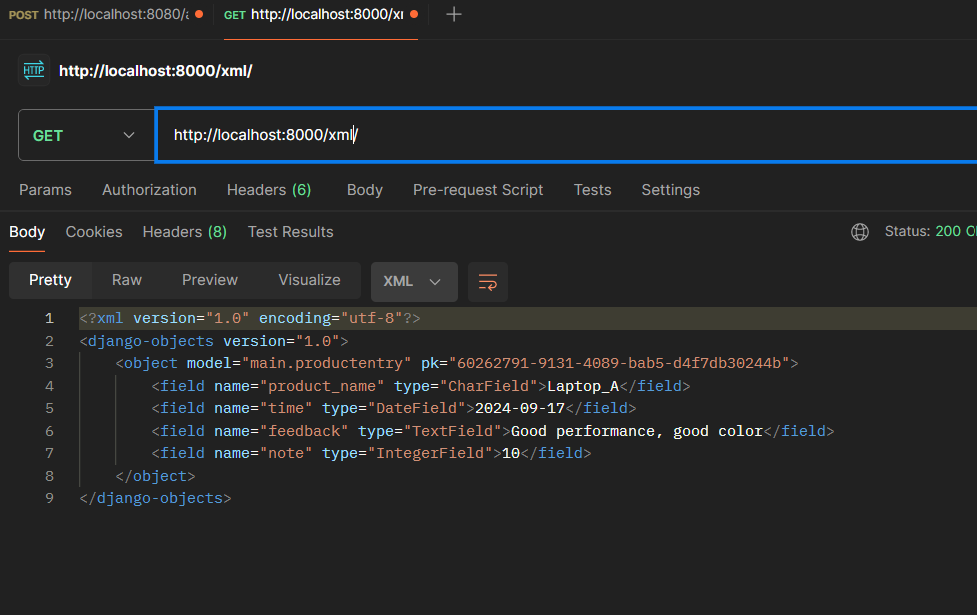 POST http://localhost:8080/a GET http://localhost:8000/xı
HTTP http://localhost:8000/xml/
GET http://localhost:8000/xml/
Params Authorization Headers (6) Body Pre-request Script Tests Settings
Body Cookies Headers (8) Test Results Status: 200 O
Pretty Raw Preview Visualize XML
1 <?xml version="1.0" encoding="utf-8"?>
2 <django-objects version="1.0">
3 <object model="main.productentry" pk="60262791-9131-4089-bab5-d4f7db30244b">
4 <field name="product_name" type="CharField">Laptop_A</field>
5 <field name="time" type="DateField">2024-09-17</field>
6 <field name="feedback" type="TextField">Good performance, good color</field>
7 <field name="note" type="IntegerField">10</field>
8 </object>
9 </django-objects>